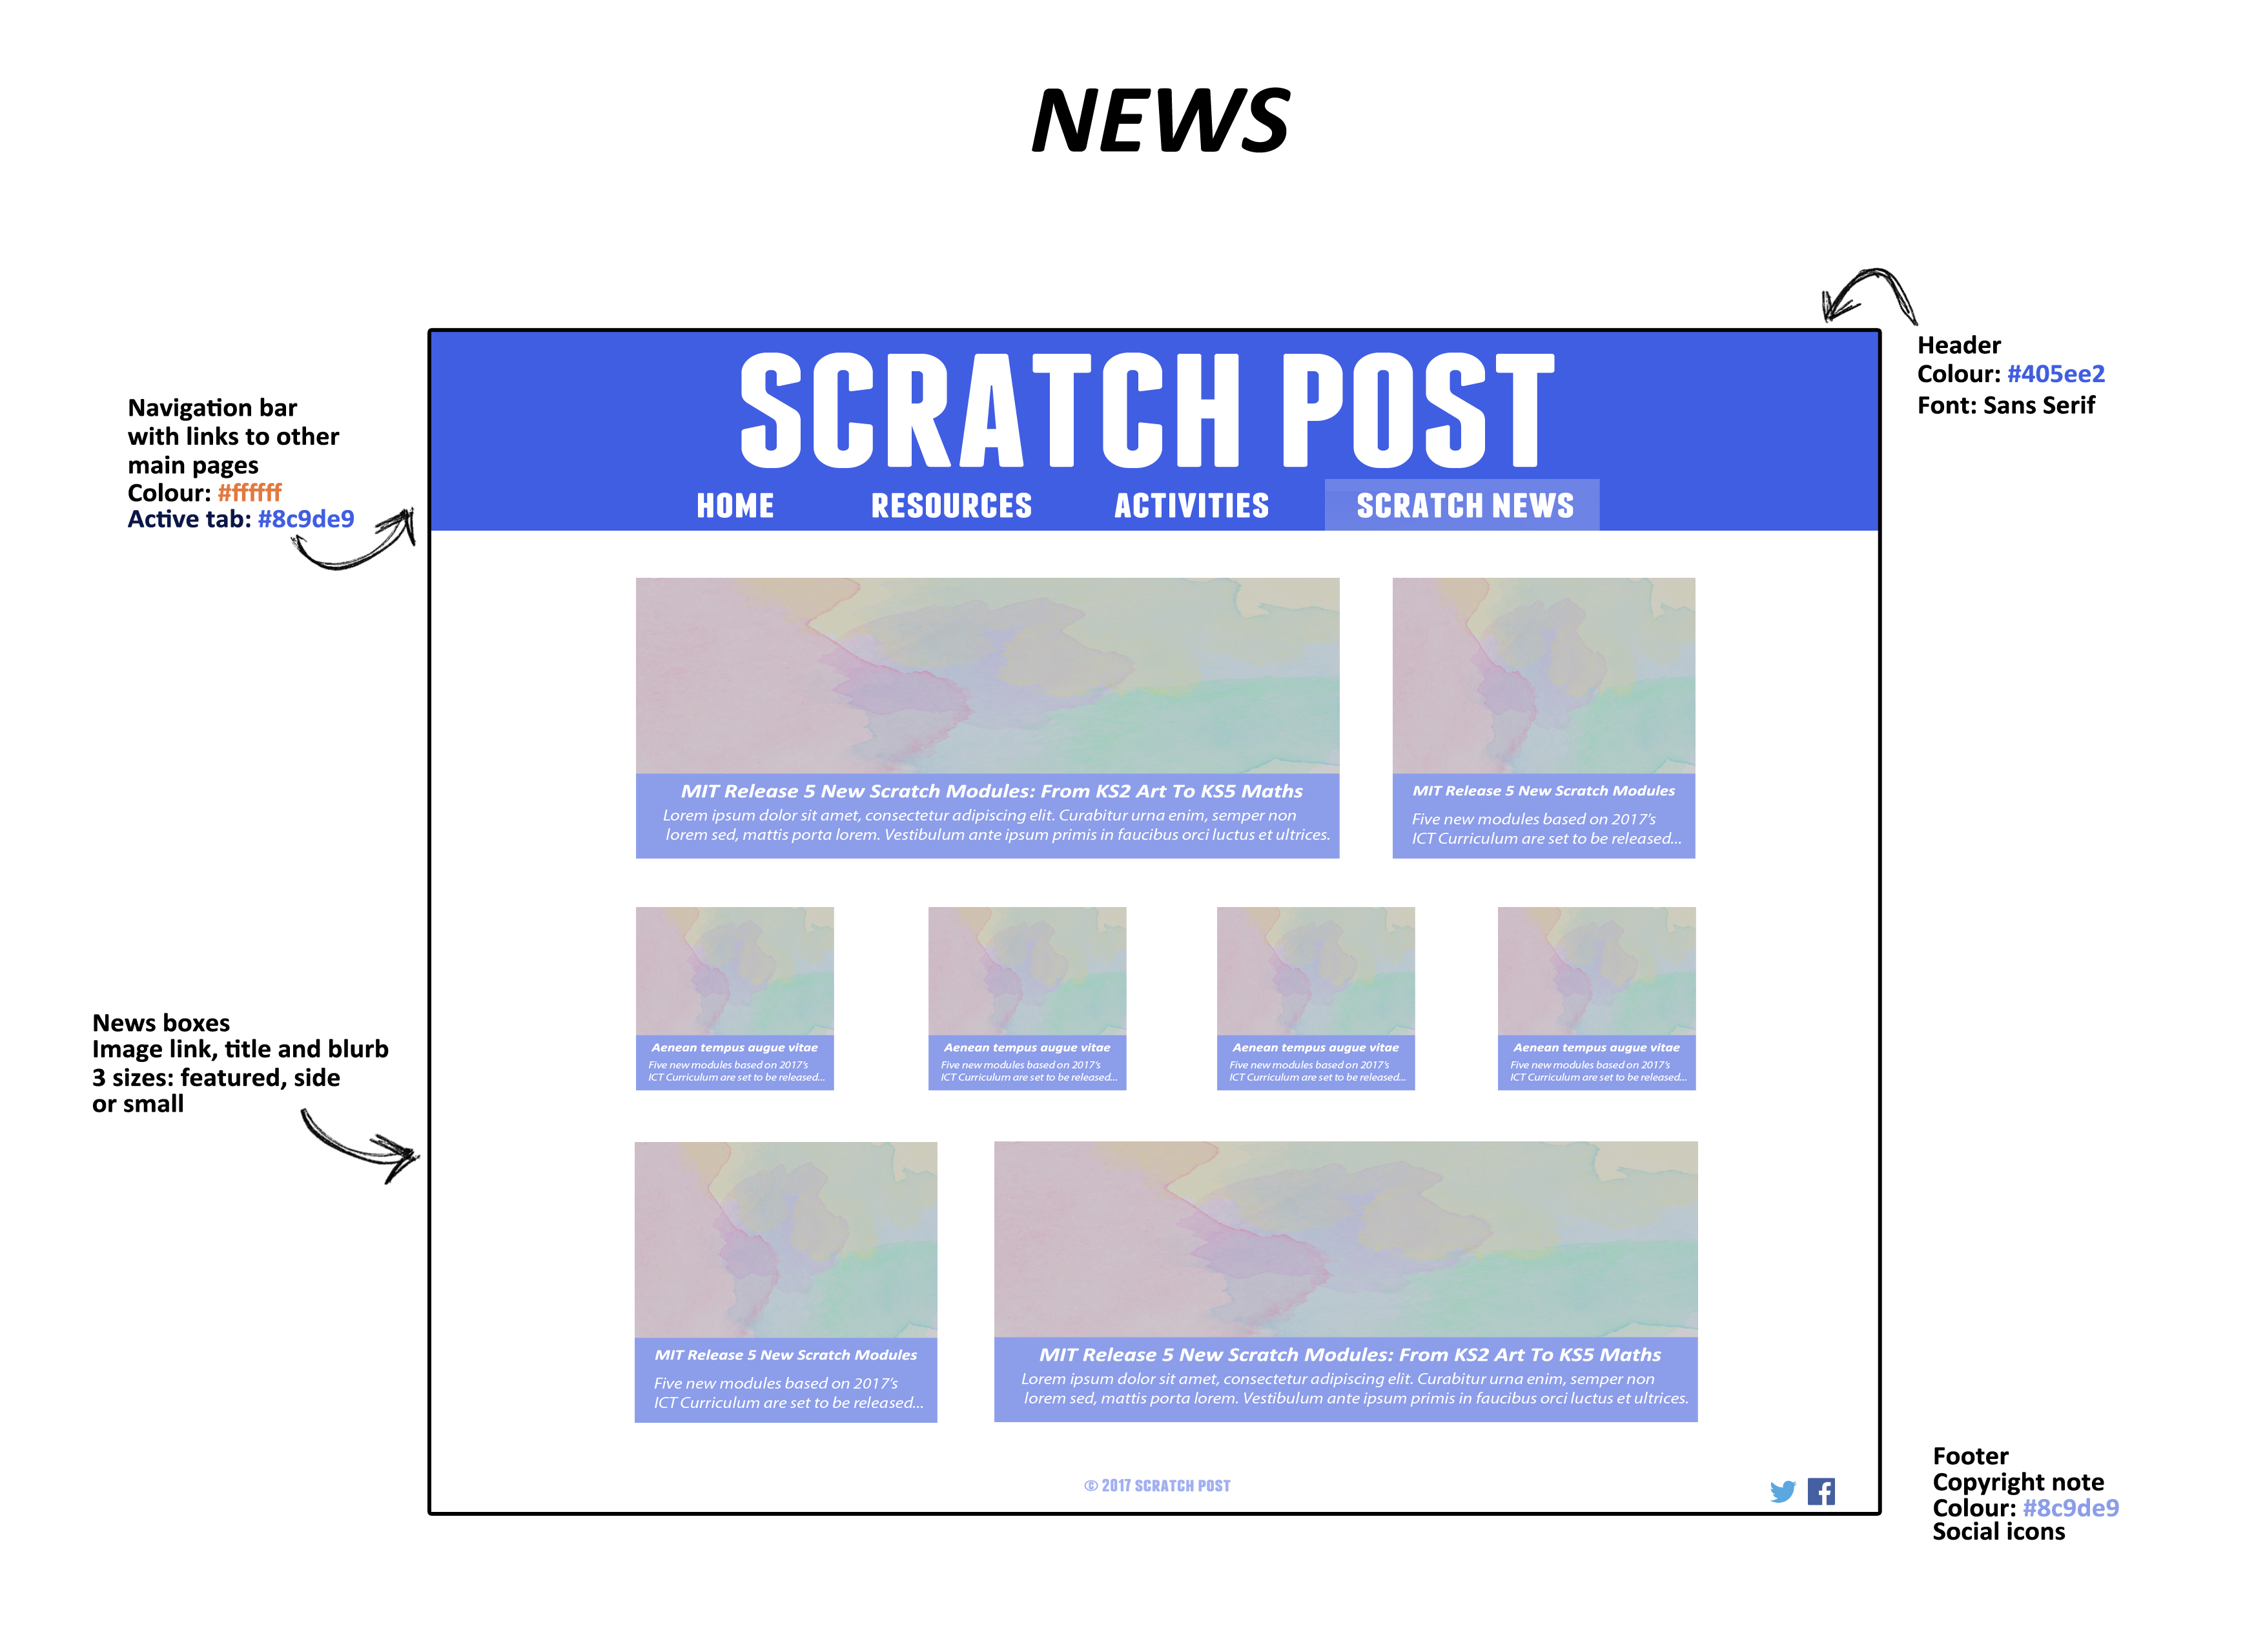 NEWS
Header
Colour: #405ee2
Font: Sans Serif
Navigation bar
with links to other
main pages
Colour: #ffffff
Active tab: #8c9de9
SCRATCH POST
HOME RESOURCES ACTIVITIES SCRATCH NEWS
MIT Release 5 New Scratch Modules: From KS2 Art To KS5 Maths
Lorem ipsum dolor sit amet, consectetur adipiscing elit. Curabitur urna enim, semper non
lorem sed, mattis porta lorem. Vestibulum ante ipsum primis in faucibus orci luctus et ultrices.
MIT Release 5 New Scratch Modules
Five new modules based on 2017's
ICT Curriculum are set to be released...
News boxes
Image link, title and blurb
3 sizes: featured, side
or small
Aenean tempus augue vitae
Five new modules based on 2017's
ICT Curriculum are set to be released...
Aenean tempus augue vitae
Five new modules based on 2017's
ICT Curriculum are set to be released...
Aenean tempus augue vitae
Five new modules based on 2017's
ICT Curriculum are set to be released...
Aenean tempus augue vitae
Five new modules based on 2017's
ICT Curriculum are set to be released...
MIT Release 5 New Scratch Modules
Five new modules based on 2017's
ICT Curriculum are set to be released...
MIT Release 5 New Scratch Modules: From KS2 Art To KS5 Maths
Lorem ipsum dolor sit amet, consectetur adipiscing elit. Curabitur urna enim, semper non
lorem sed, mattis porta lorem. Vestibulum ante ipsum primis in faucibus orci luctus et ultrices.
© 2017 SCRATCH POST
Footer
Copyright note
Colour: #8c9de9
Social icons